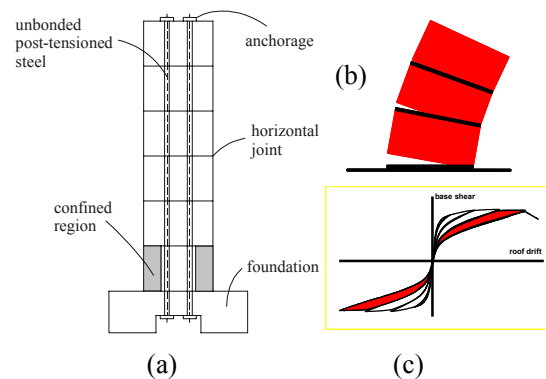 unbonded
post-tensioned
steel
anchorage
horizontal
joint
confined
region
foundation
(a)
(b)
base shear
roof drift
(c)